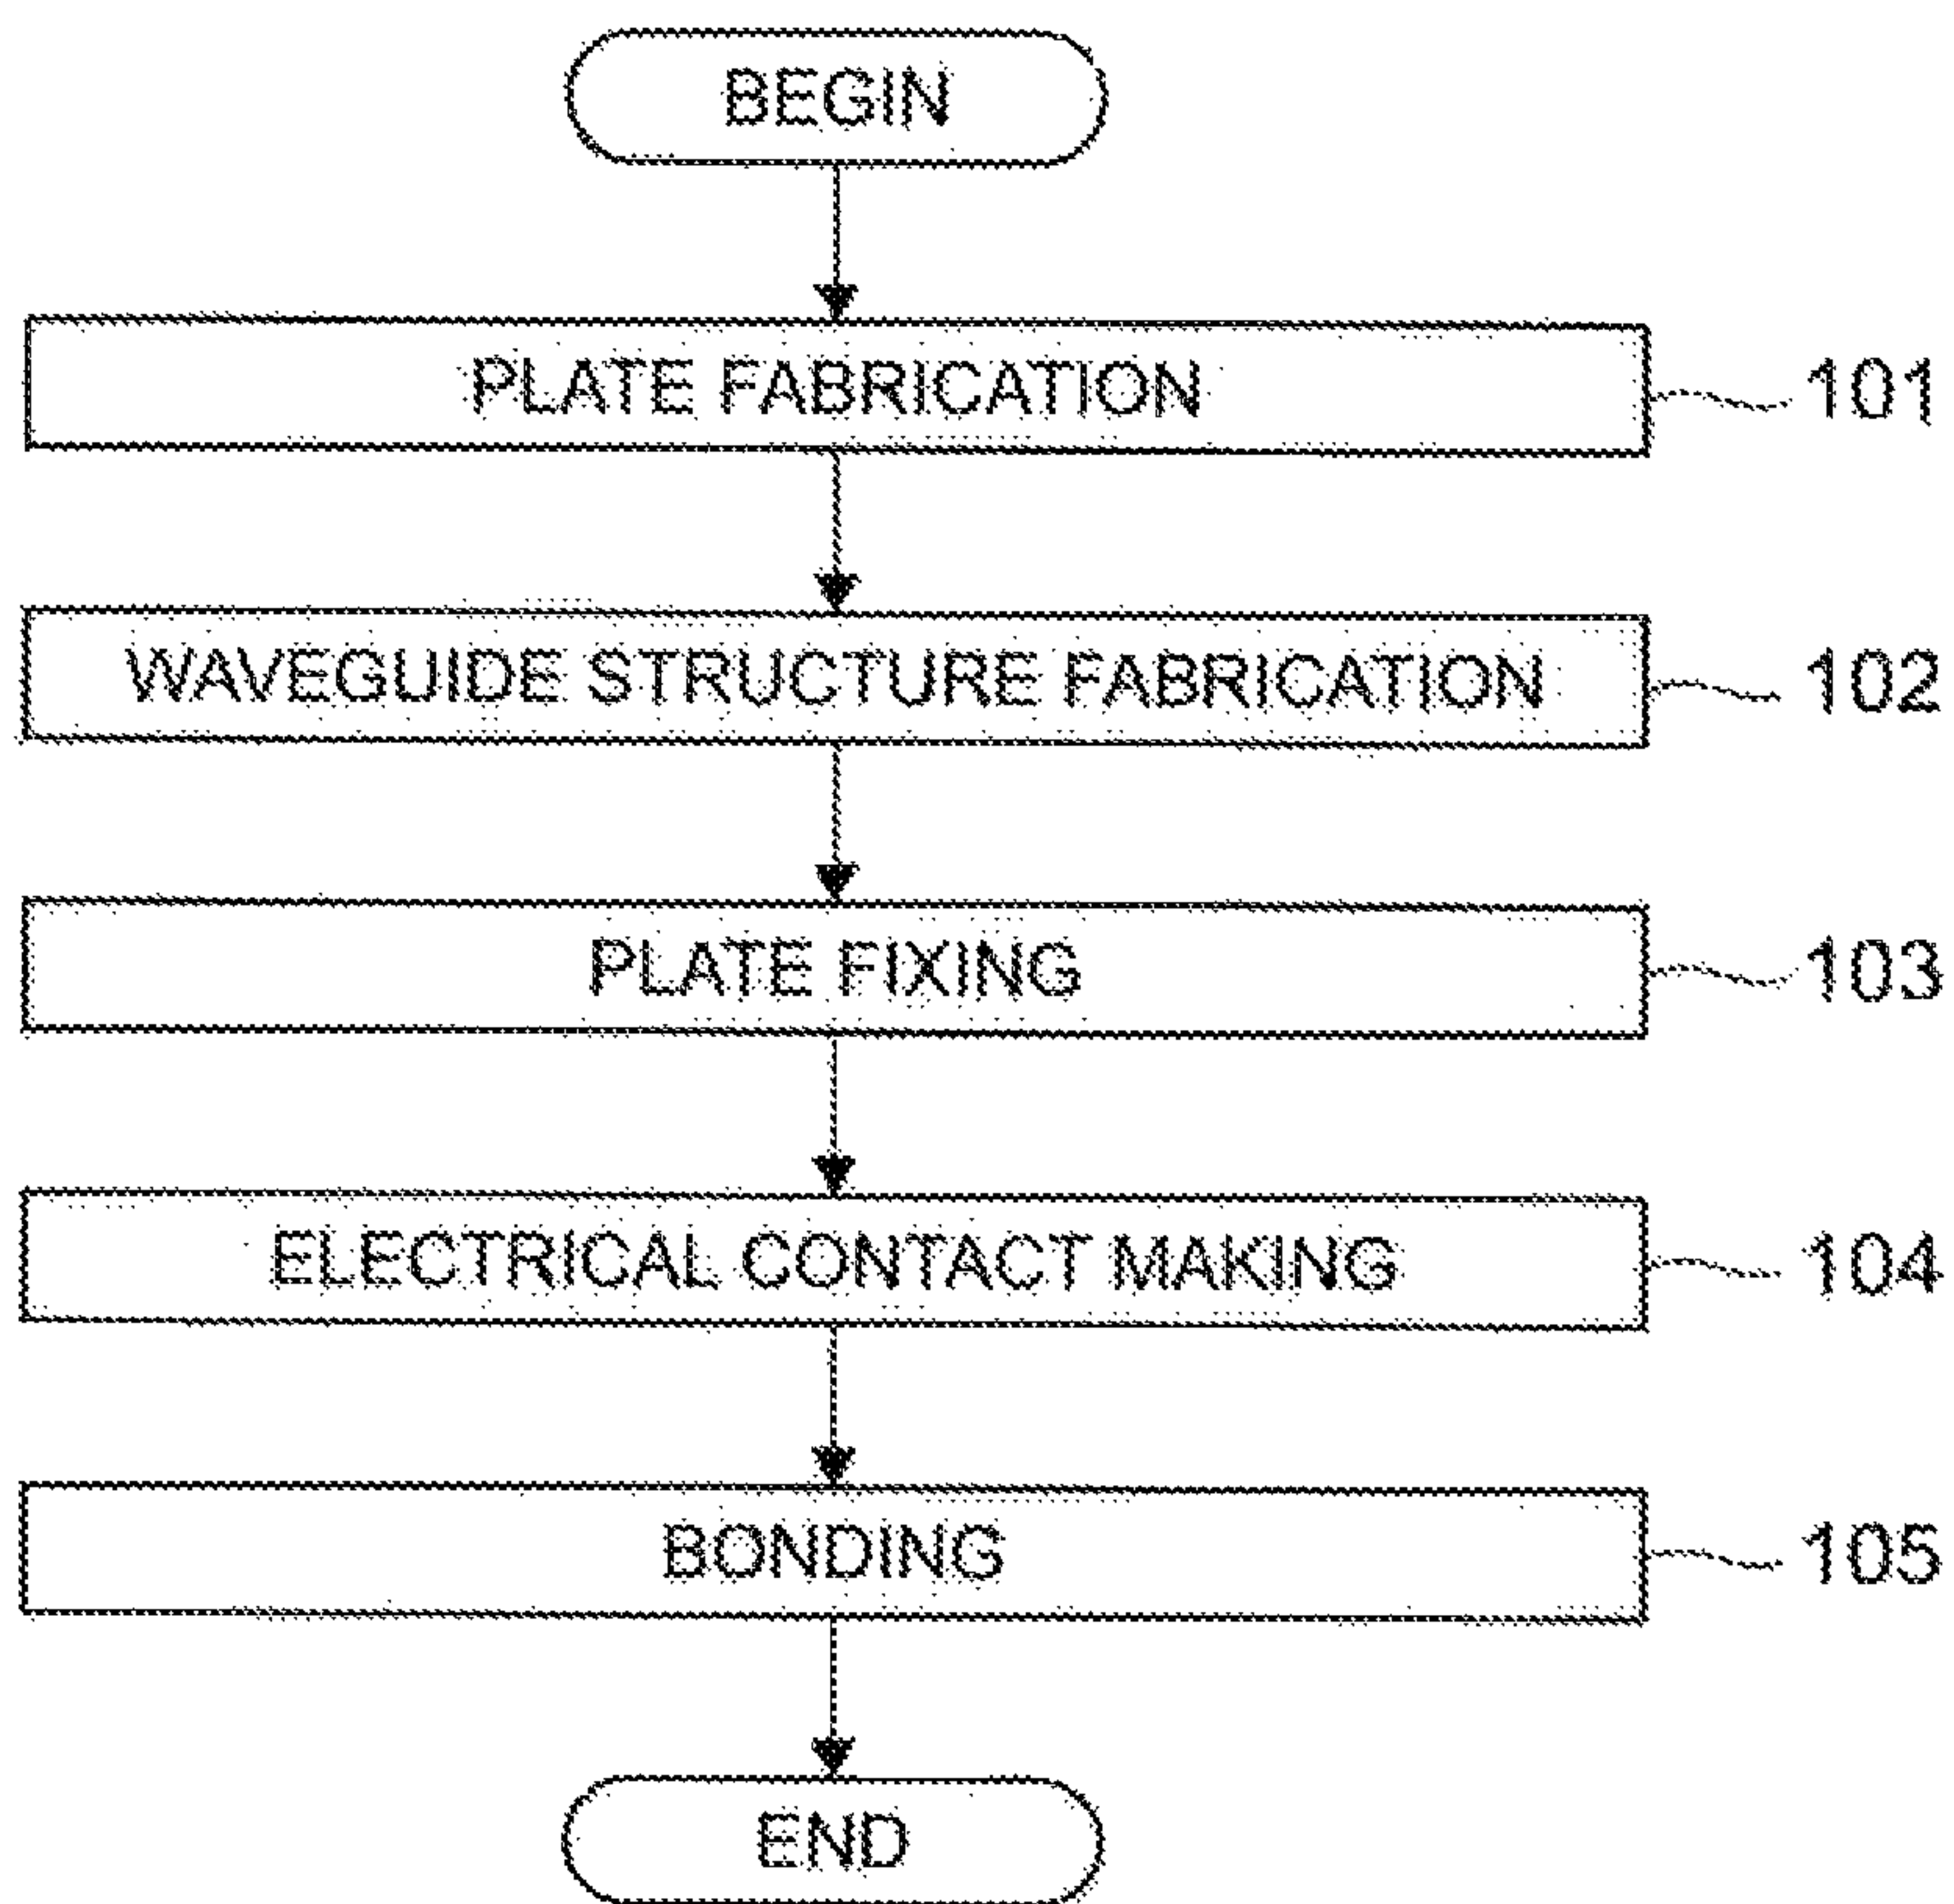 BEGIN
PLATE FABRICATION
101
WAVEGUIDE STRUCTURE FABRICATION
102
PLATE FIXING
103
ELECTRICAL CONTACT MAKING
104
BONDING
105
END